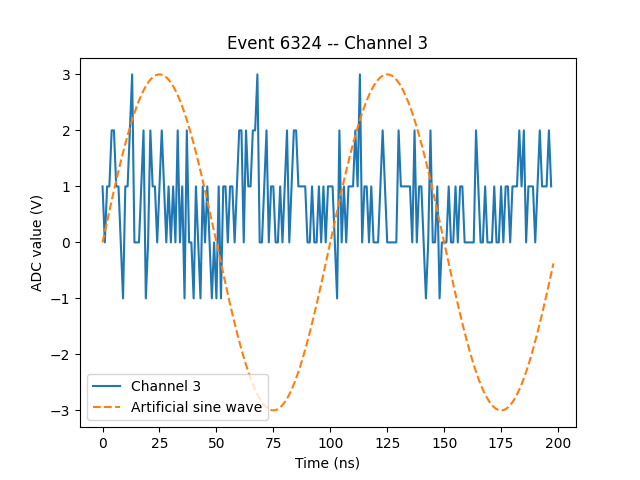 Event 6324 -- Channel 3
ADC value (V)
3
2
1
0
−1
−2
−3
Channel 3
Artificial sine wave
0 25 50 75 100 125 150 175 200
Time (ns)